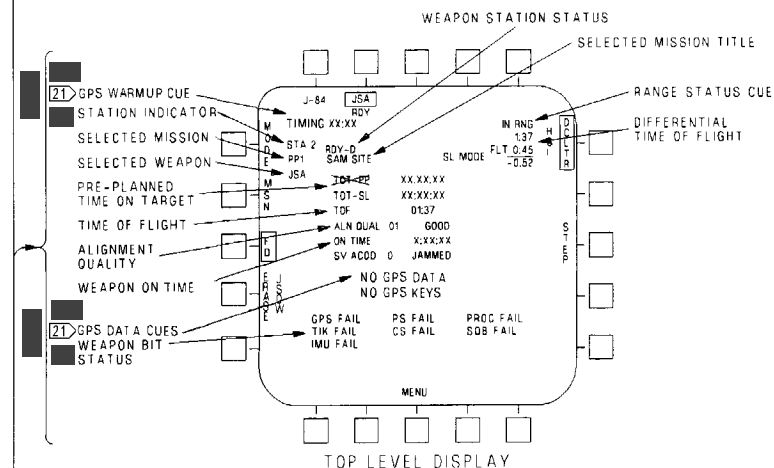 WEAPON STATION STATUS
SELECTED MISSION TITLE
RANGE STATUS CUE
DIFFERENTIAL
TIME OF FLIGHT
21 GPS WARMUP CUE
STATION INDICATOR
SELECTED MISSION
SELECTED WEAPON
PRE-PLANNED
TIME ON TARGET
TIME OF FLIGHT
ALIGNMENT
QUALITY
WEAPON ON TIME
21 GPS DATA CUES
WEAPON BIT
STATUS
J-84 JSA
RDY
TIMING XX:XX
STA 2
RDY-D
PP1 SAM SITE
JSA
IN RNG
1:37
FLT 0:45
SL MODE -0:52
TOT-PP XX:XX:XX
TOT-SL XX:XX:XX
TOF 01:37
ALN QUAL 01 GOOD
ON TIME X:XX:XX
SV ACQD 0 JAMMED
NO GPS DATA
NO GPS KEYS
GPS FAIL PS FAIL PROC FAIL
TIK FAIL CS FAIL SQB FAIL
IMU FAIL
MODE
MSN
FD
ERASE
JSOW
HSI
DCLTR
STEP
MENU
TOP LEVEL DISPLAY